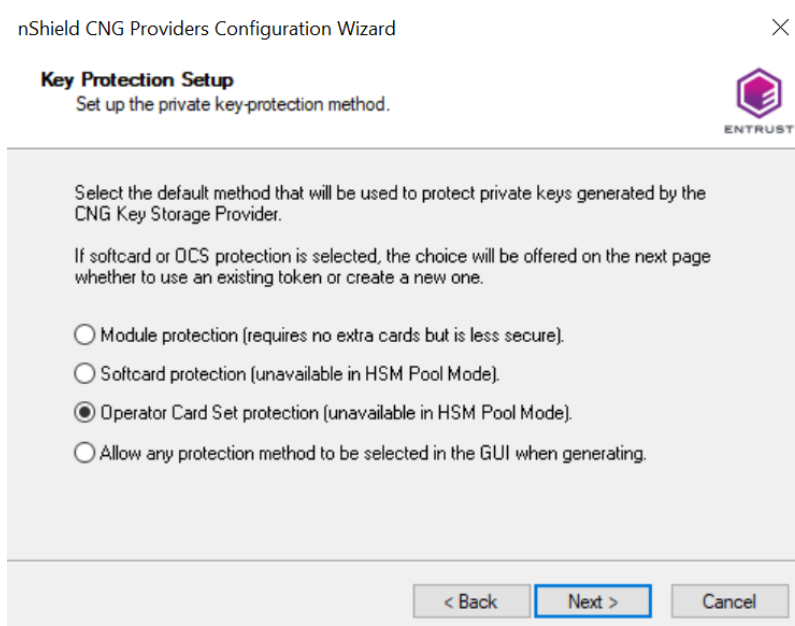 nShield CNG Providers Configuration Wizard
Key Protection Setup
Set up the private key-protection method.
ENTRUST
Select the default method that will be used to protect private keys generated by the
CNG Key Storage Provider.
If softcard or OCS protection is selected, the choice will be offered on the next page
whether to use an existing token or create a new one.
Module protection (requires no extra cards but is less secure).
Softcard protection (unavailable in HSM Pool Mode).
Operator Card Set protection (unavailable in HSM Pool Mode).
Allow any protection method to be selected in the GUI when generating.
< Back
Next >
Cancel